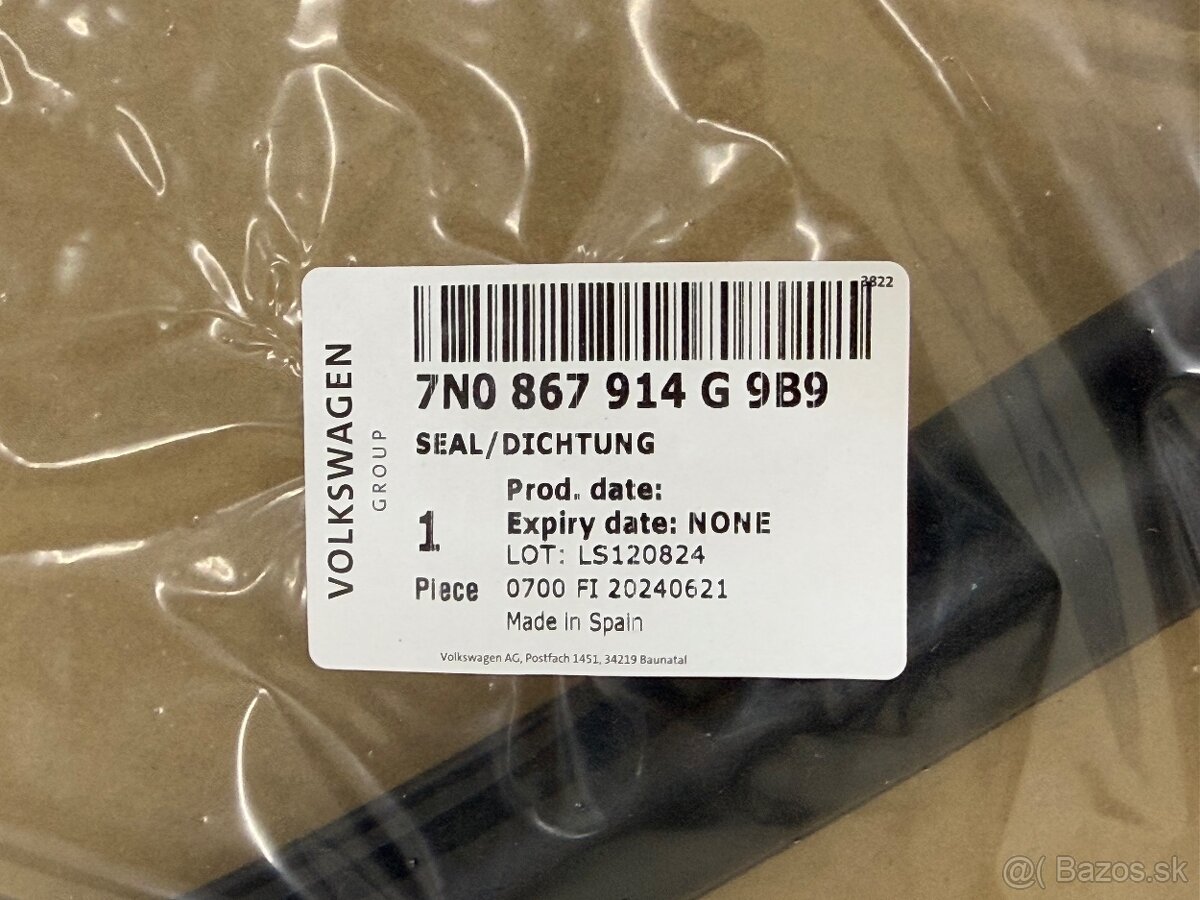 3822
7N0 867 914 G 9B9
SEAL/DICHTUNG
Prod. date:
Expiry date: NONE
LOT: LS120824
1
Piece
0700 FI 20240621
Made in Spain
Volkswagen AG, Postfach 1451, 34219 Baunatal
VOLKSWAGEN
GROUP
@( Bazos.sk